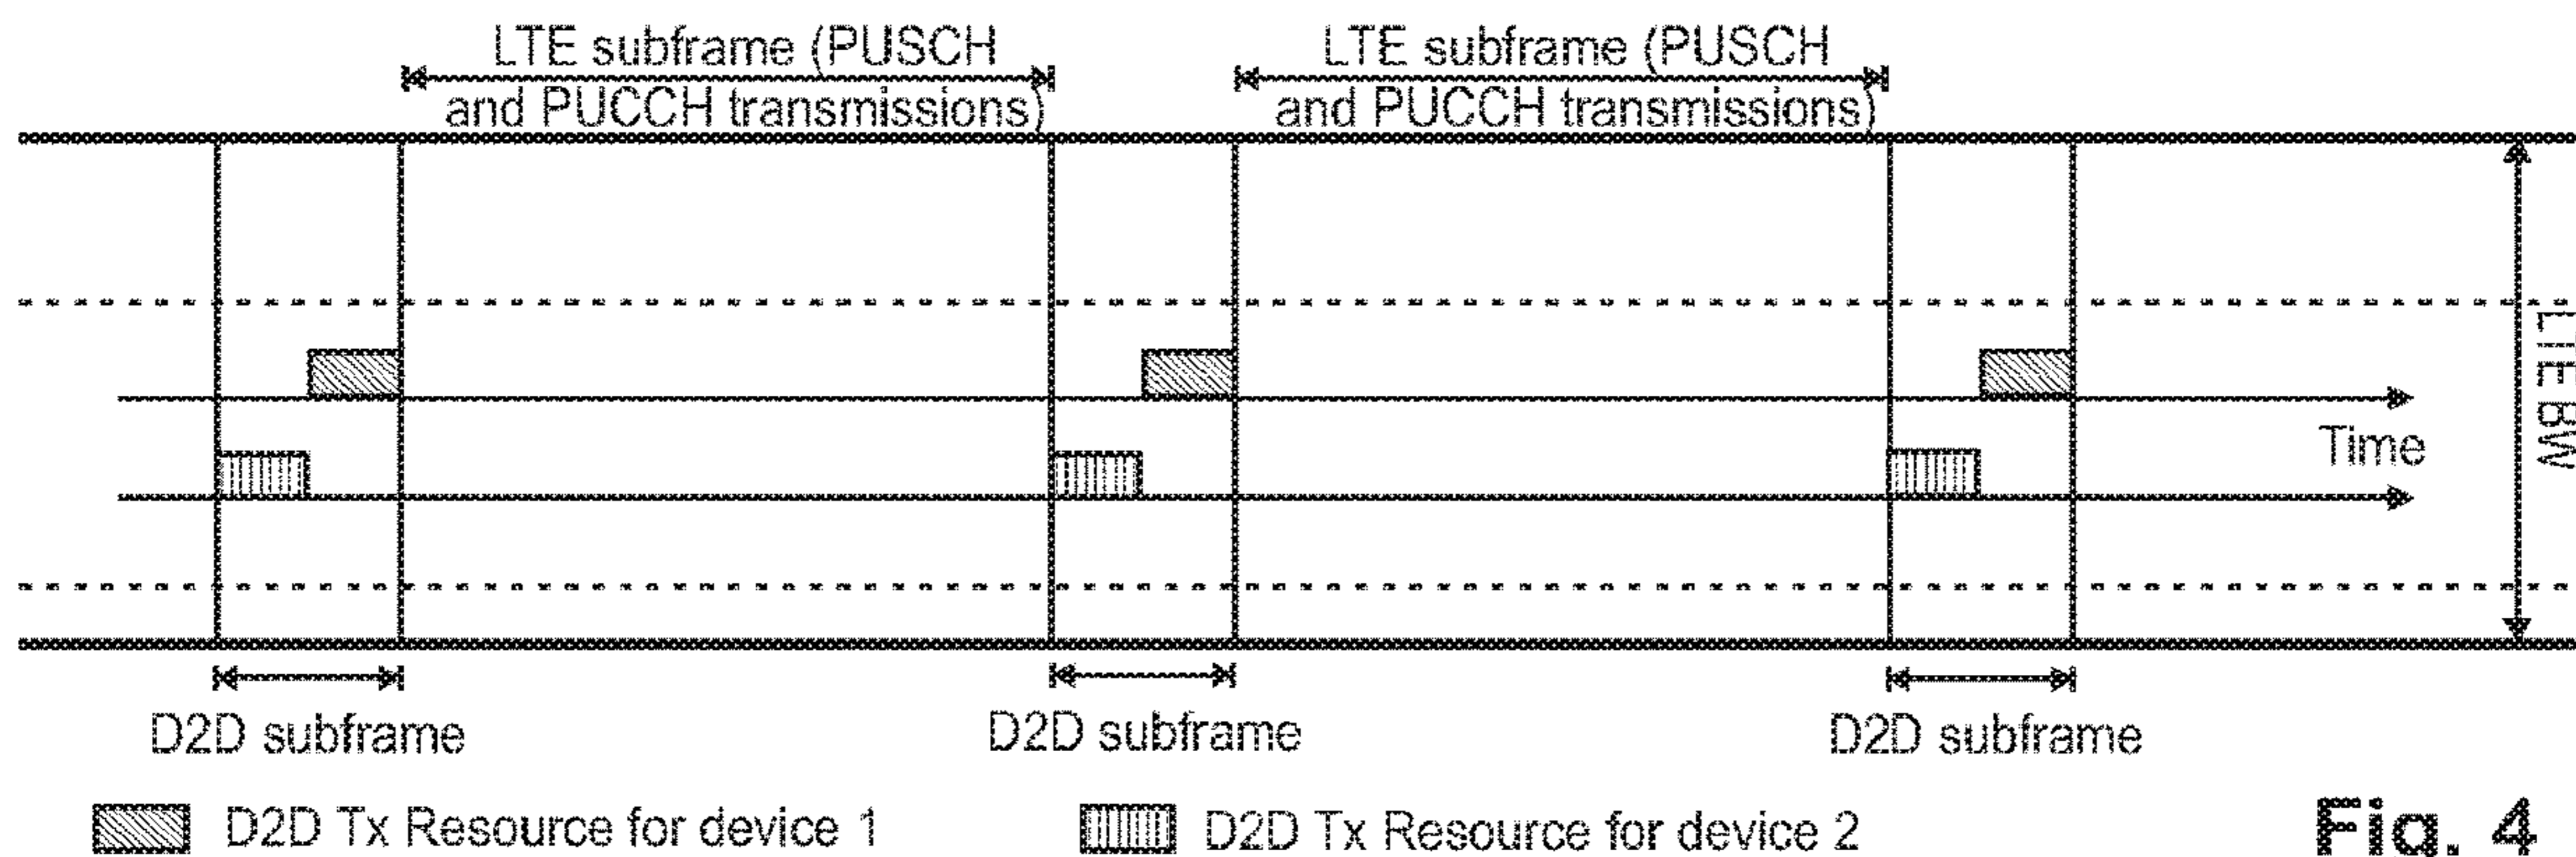 LTE subframe (PUSCH
and PUCCH transmissions)
LTE subframe (PUSCH
and PUCCH transmissions)
Time
LTE BW
D2D subframe
D2D subframe
D2D subframe
D2D Tx Resource for device 1
D2D Tx Resource for device 2
Fig. 4